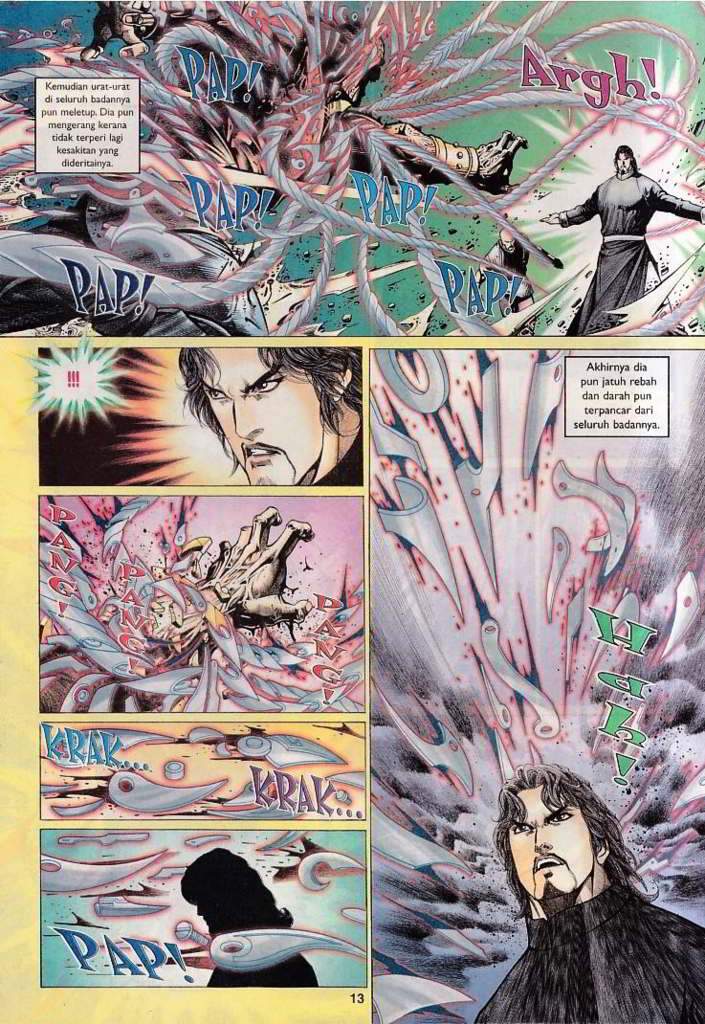 PAP!
Argh!
Kemudian urat-urat
di seluruh badannya
pun meletup. Dia pun
mengerang kerana
tidak terperi lagi
kesakitan yang
dideritainya.
PAP!
PAP!
PAP!
PAP!
!!!
Akhirnya dia
pun jatuh rebah
dan darah pun
terpancar dari
seluruh badannya.
PANG!
PANG!
PANG!
Hah!
KRAK...
KRAK...
PAP!
13